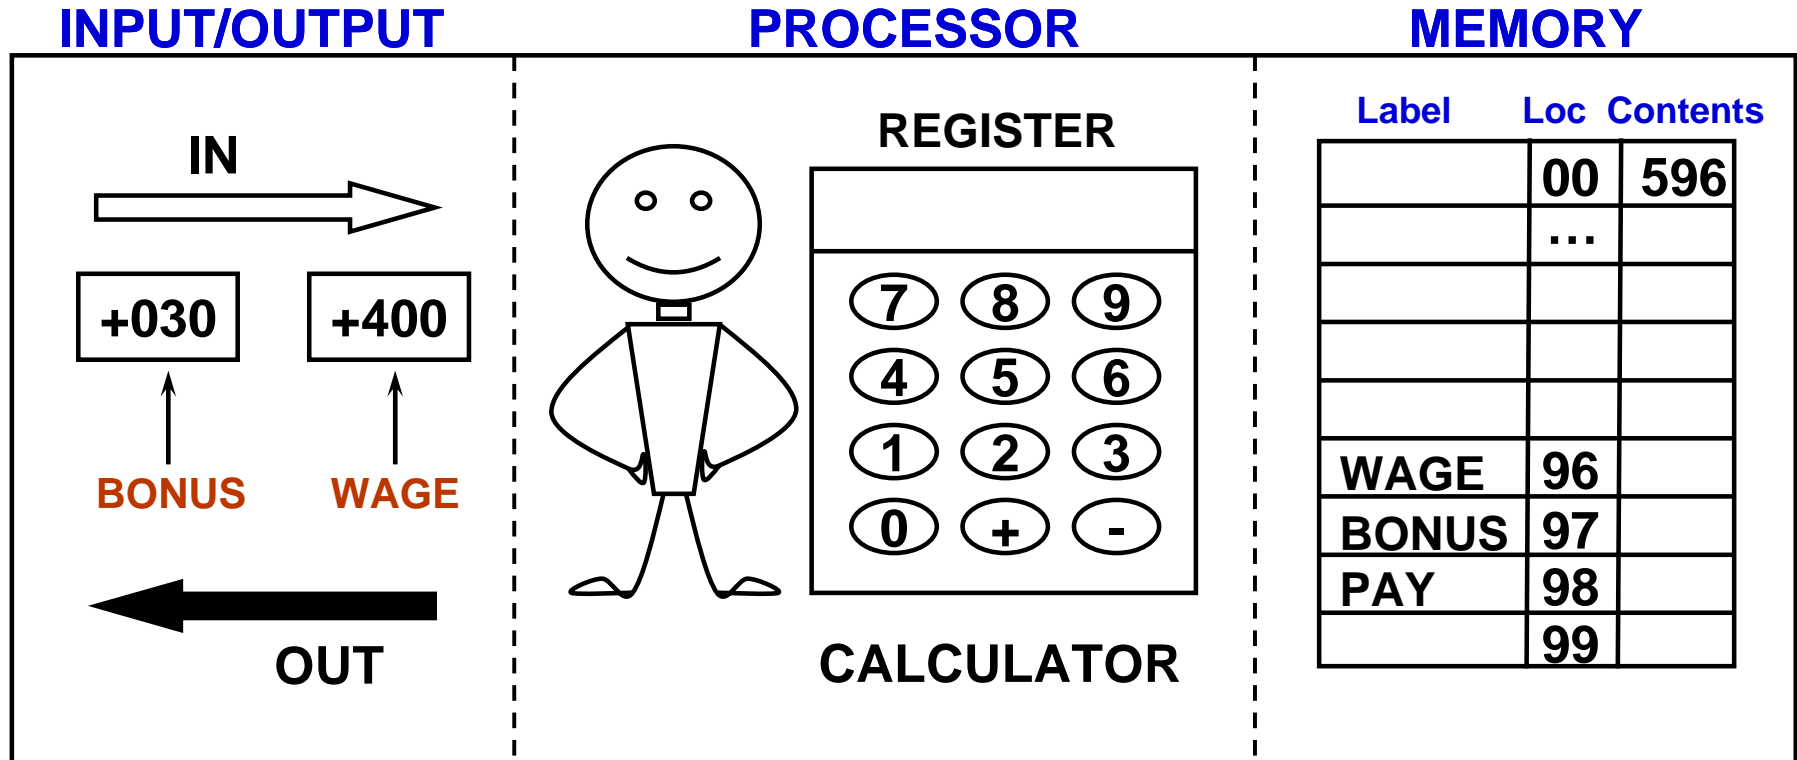 INPUT/OUTPUT
PROCESSOR
MEMORY
IN
+030
+400
BONUS
WAGE
OUT
REGISTER
7 8 9
4 5 6
1 2 3
0 + -
CALCULATOR
Label Loc Contents
00 596
...
WAGE 96
BONUS 97
PAY 98
99